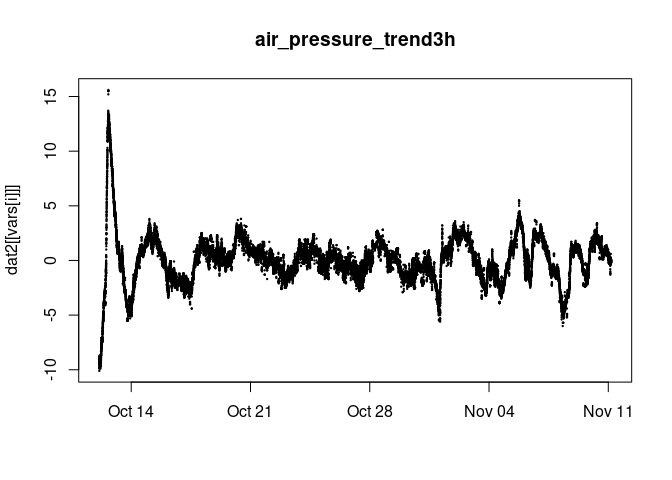 air_pressure_trend3h
dat2[[vars[i]]]
15
10
5
0
-5
-10
Oct 14
Oct 21
Oct 28
Nov 04
Nov 11